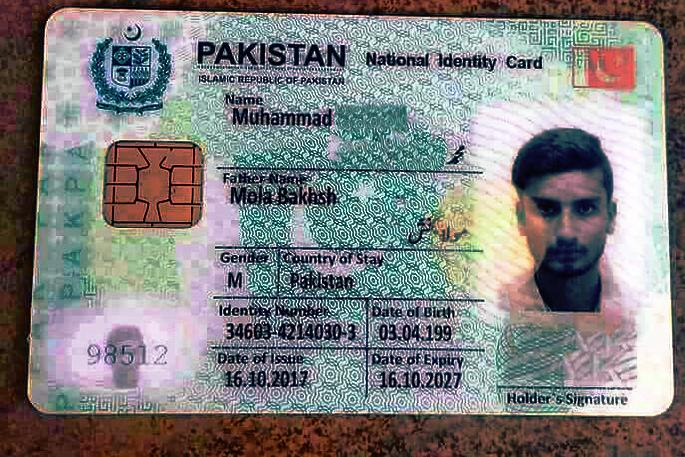 PAKISTAN National Identity Card
ISLAMIC REPUBLIC OF PAKISTAN
Name
Muhammad
Father Name
Mola Bakhsh
Gender Country of Stay
M Pakistan
Identity Number Date of Birth
34603-4214030-3 03.04.199
Date of Issue Date of Expiry
16.10.2017 16.10.2027
98512
Holder's Signature